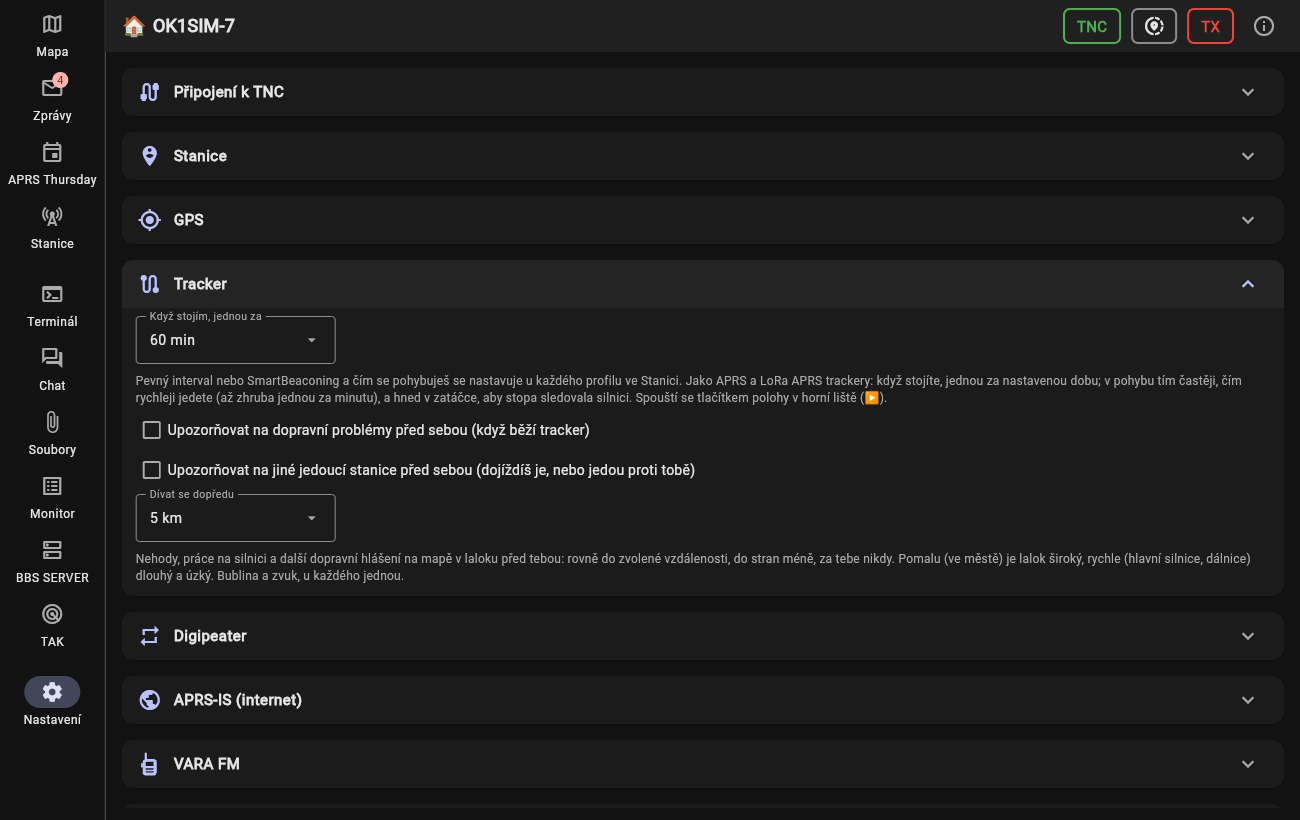 OK1SIM-7
TNC
TX
Mapa
4
Zprávy
APRS Thursday
Stanice
Terminál
Chat
Soubory
Monitor
BBS SERVER
TAK
Nastavení
Připojení k TNC
Stanice
GPS
Tracker
Když stojím, jednou za
60 min
Pevný interval nebo SmartBeaconing a čím se pohybuješ se nastavuje u každého profilu ve Stanici. Jako APRS a LoRa APRS trackery: když stojíte, jednou za nastavenou dobu; v pohybu tím častěji, čím
rychleji jedete (až zhruba jednou za minutu), a hned v zatáčce, aby stopa sledovala silnici. Spouští se tlačítkem polohy v horní liště (▶️).
Upozorňovat na dopravní problémy před sebou (když běží tracker)
Upozorňovat na jiné jedoucí stanice před sebou (dojíždíš je, nebo jedou proti tobě)
Dívat se dopředu
5 km
Nehody, práce na silnici a další dopravní hlášení na mapě v laloku před tebou: rovně do zvolené vzdálenosti, do stran méně, za tebe nikdy. Pomalu (ve městě) je lalok široký, rychle (hlavní silnice, dálnice)
dlouhý a úzký. Bublina a zvuk, u každého jednou.
Digipeater
APRS-IS (internet)
VARA FM